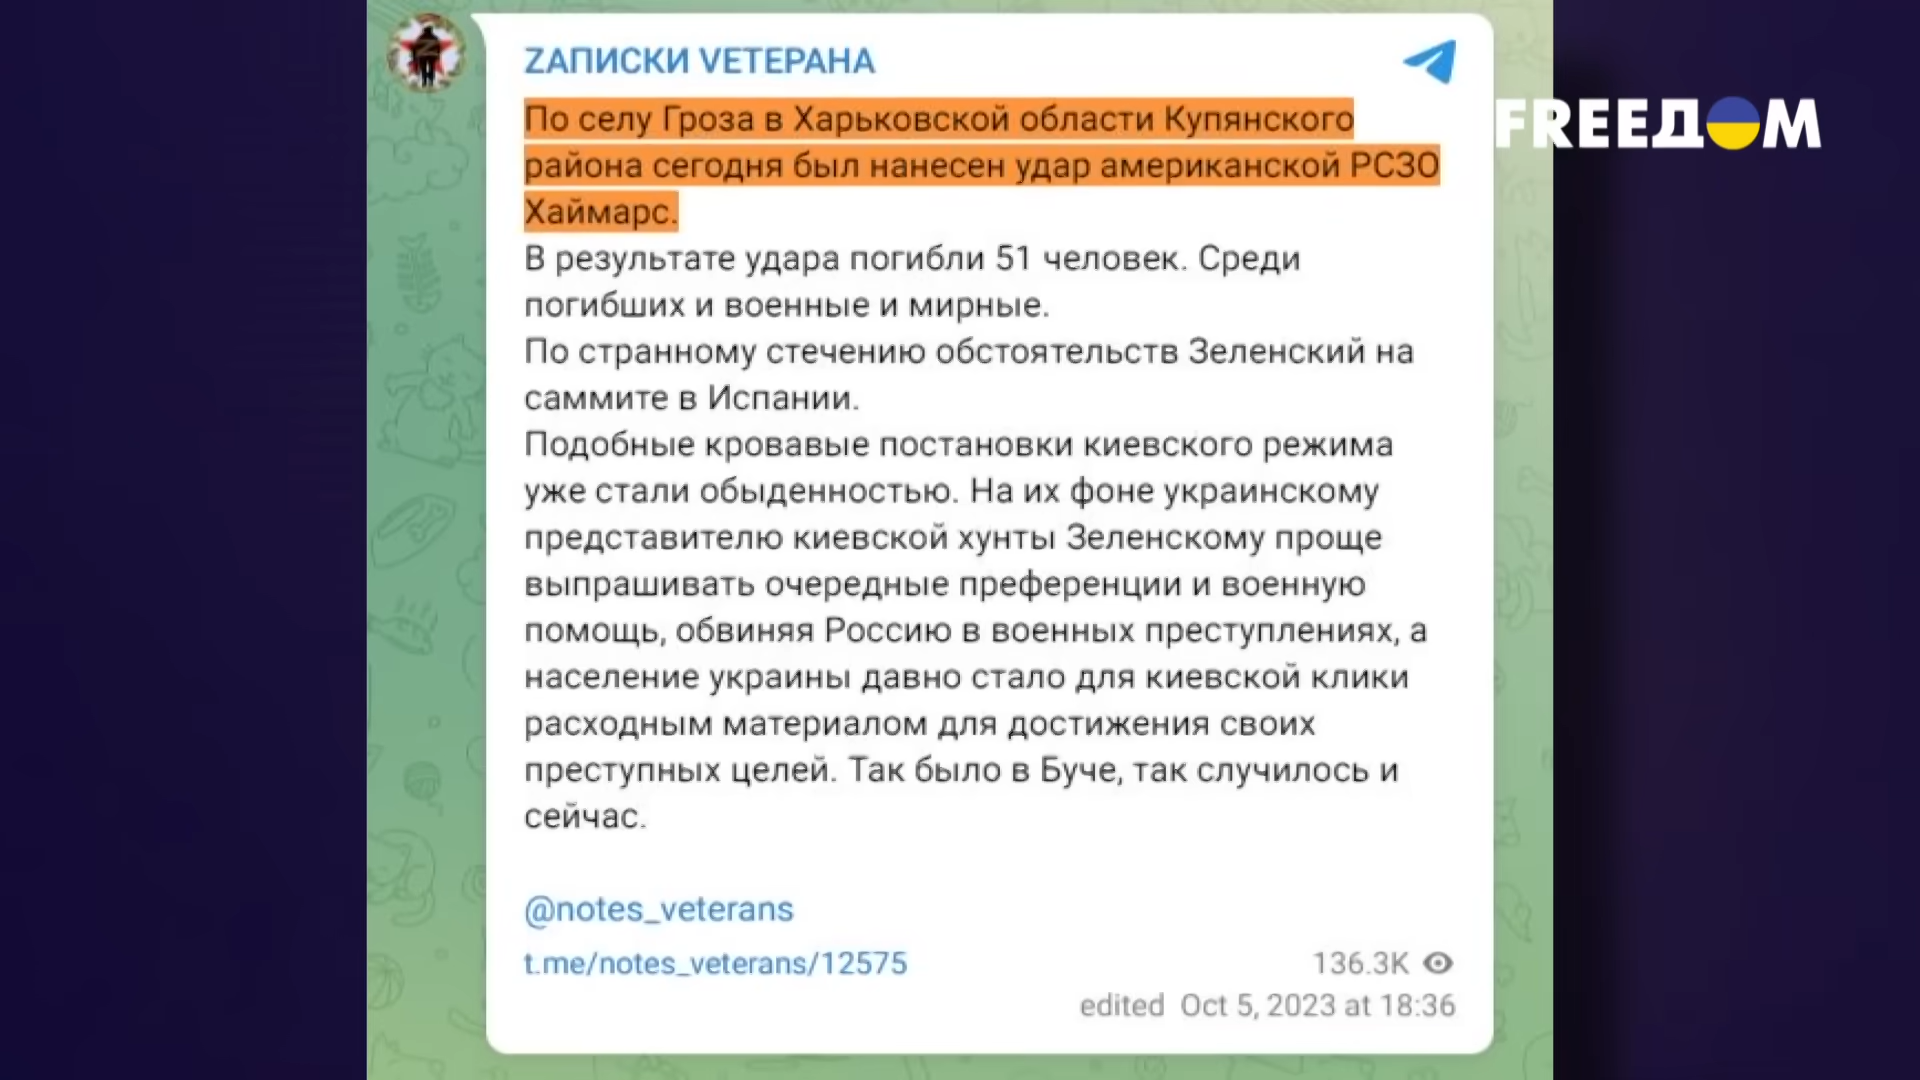 ZАПИСКИ VЕТЕРАНА
FREEДОМ
По селу Гроза в Харьковской области Купянского
района сегодня был нанесен удар американской РСЗО
Хаймарс.
В результате удара погибли 51 человек. Среди
погибших и военные и мирные.
По странному стечению обстоятельств Зеленский на
саммите в Испании.
Подобные кровавые постановки киевского режима
уже стали обыденностью. На их фоне украинскому
представителю киевской хунты Зеленскому проще
выпрашивать очередные преференции и военную
помощь, обвиняя Россию в военных преступлениях, а
население украины давно стало для киевской клики
расходным материалом для достижения своих
преступных целей. Так было в Буче, так случилось и
сейчас.
@notes_veterans
t.me/notes_veterans/12575
136.3K
edited Oct 5, 2023 at 18:36